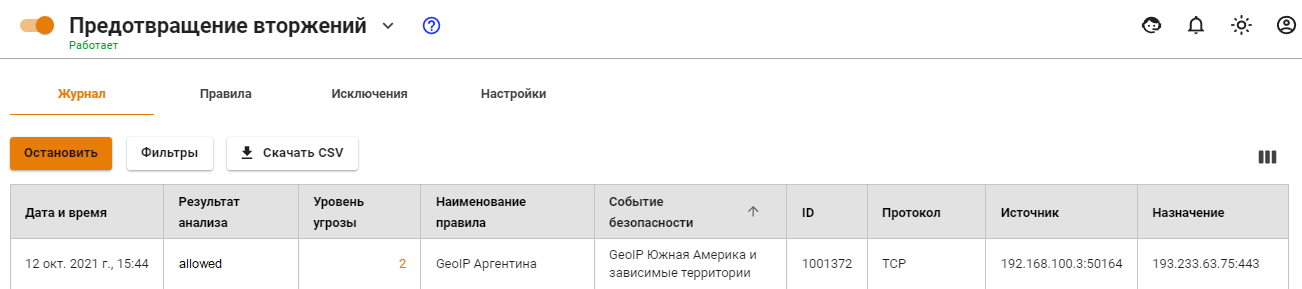 Предотвращение вторжений
Работает
Журнал Правила Исключения Настройки
Остановить Фильтры Скачать CSV
Дата и время
Результат анализа
Уровень угрозы
Наименование правила
Событие безопасности
ID
Протокол
Источник
Назначение
12 окт. 2021 г., 15:44
allowed
2
GeoIP Аргентина
GeoIP Южная Америка и
зависимые территории
1001372
TCP
192.168.100.3:50164
193.233.63.75:443